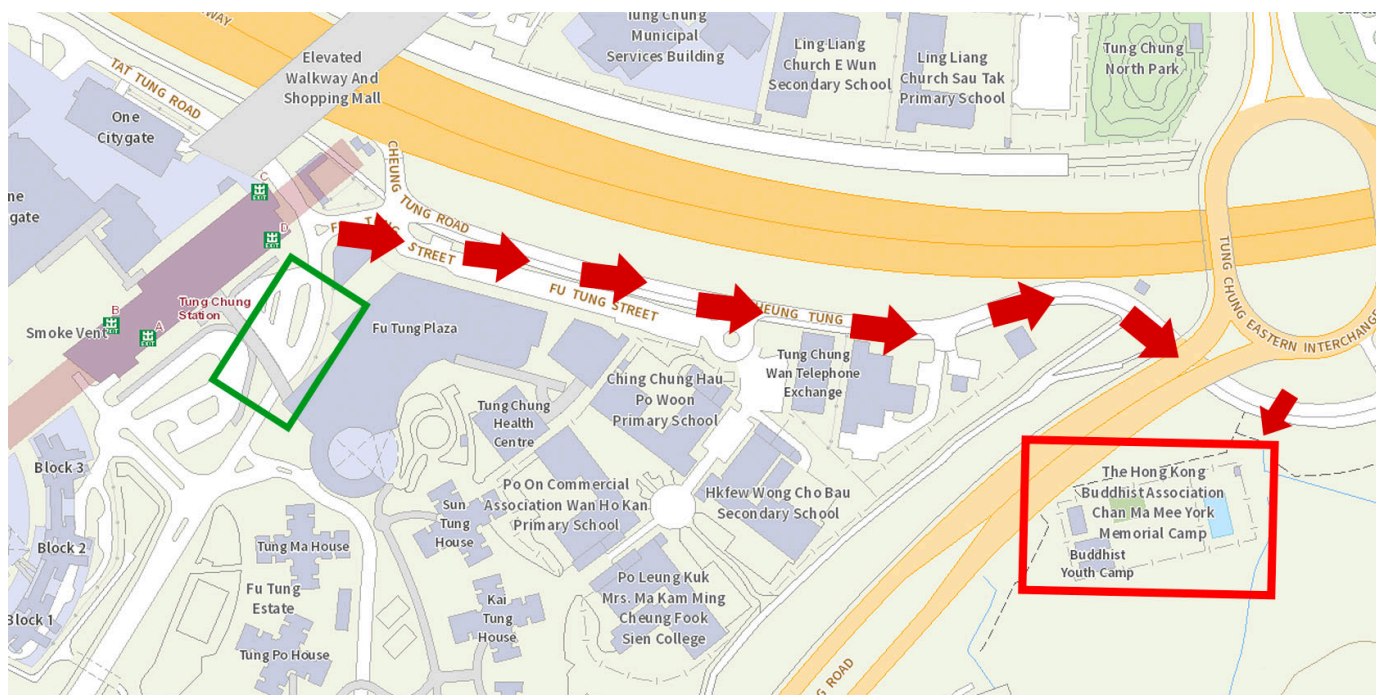 Tung Chung
Municipal
Services Building
Ling Liang
Church E Wun
Secondary School
Ling Liang
Church Sau Tak
Primary School
Tung Chung
North Park
Elevated
Walkway And
Shopping Mall
TAT TUNG ROAD
One
Citygate
CHEUNG TUNG ROAD
C
EXIT
D
EXIT
STREET
TUNG CHUNG EASTERN INTERCHANGE
Tung Chung
Station
B
EXIT
A
EXIT
Smoke Vent
FU TUNG STREET
Fu Tung Plaza
Tung Chung
Wan Telephone
Exchange
Ching Chung Hau
Po Woon
Primary School
Tung Chung
Health
Centre
Block 3
Po On Commercial
Association Wan Ho Kan
Primary School
Hkfew Wong Cho Bau
Secondary School
The Hong Kong
Buddhist Association
Chan Ma Mee York
Memorial Camp
Buddhist
Youth Camp
Sun
Tung
House
Block 2
Tung Ma House
Fu Tung
Estate
Kai
Tung
House
Po Leung Kuk
Mrs. Ma Kam Ming
Cheung Fook
Sien College
Block 1
Tung Po House
ROAD